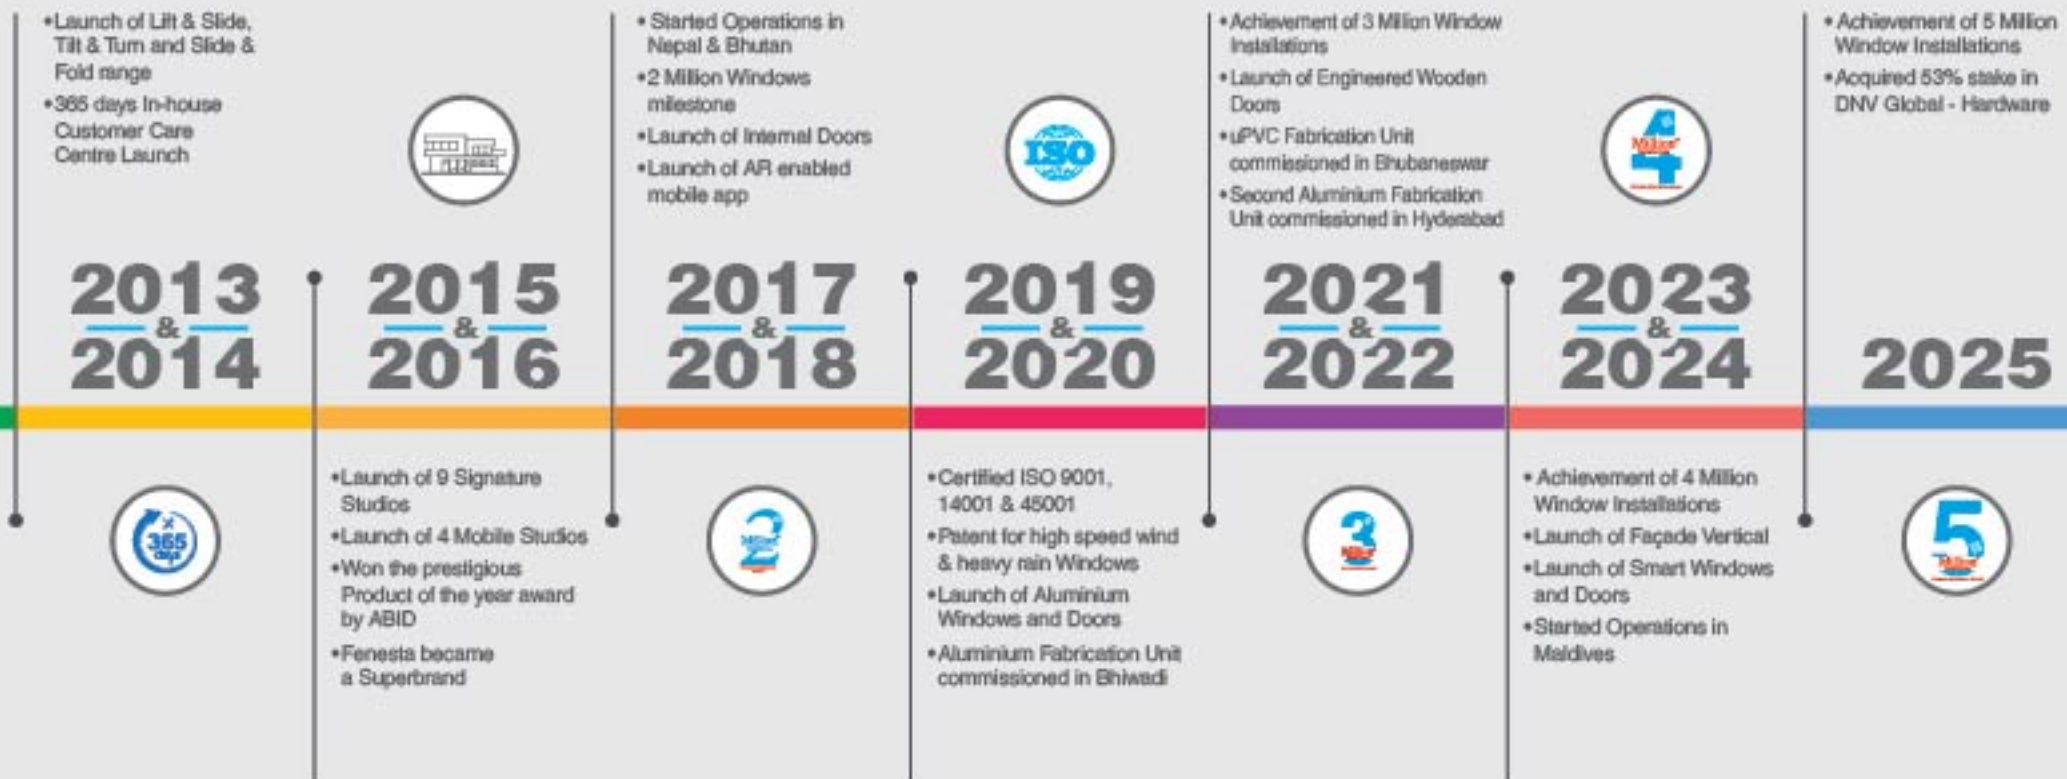 •Launch of Lift & Slide,
Tilt & Turn and Slide &
Fold range
•365 days In-house
Customer Care
Centre Launch
2013
&
2014
365
days
2015
&
2016
•Launch of 9 Signature
Studios
•Launch of 4 Mobile Studios
•Won the prestigious
Product of the year award
by ABID
•Fenesta became
a Superbrand
• Started Operations in
Nepal & Bhutan
•2 Million Windows
milestone
•Launch of Internal Doors
•Launch of AR enabled
mobile app
2017
&
2018
2
Million
ISO
2019
&
2020
•Certified ISO 9001,
14001 & 45001
•Patent for high speed wind
& heavy rain Windows
•Launch of Aluminium
Windows and Doors
•Aluminium Fabrication Unit
commissioned in Bhiwadi
•Achievement of 3 Million Window
Installations
•Launch of Engineered Wooden
Doors
•uPVC Fabrication Unit
commissioned in Bhubaneswar
•Second Aluminium Fabrication
Unit commissioned in Hyderabad
2021
&
2022
3
Million
4
Million
2023
&
2024
• Achievement of 4 Million
Window Installations
•Launch of Façade Vertical
•Launch of Smart Windows
and Doors
•Started Operations in
Maldives
• Achievement of 5 Million
Window Installations
•Acquired 53% stake in
DNV Global - Hardware
2025
5
Million